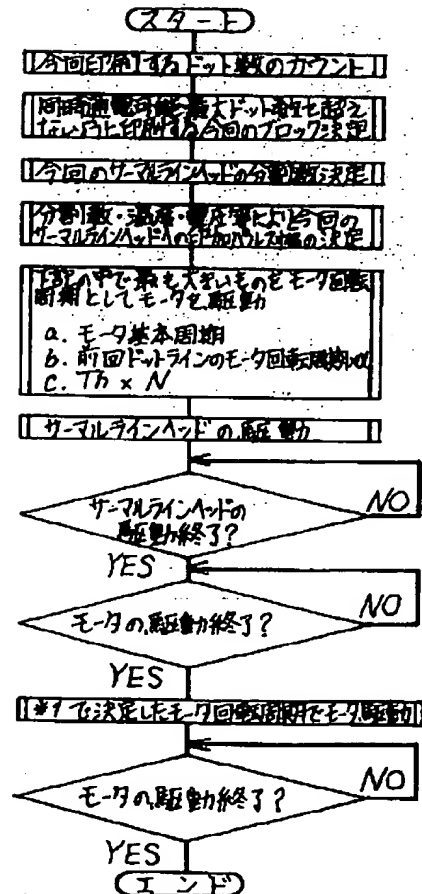 スタート
今回印刷するドット数のカウント
同時通電可能最大ドット数を超え
ないように印刷する今回のブロック決定
今回のサーマルラインヘッドの分割数決定
分割数・温度・電圧等により今回の
サーマルラインヘッドへの印加パルス幅の決定
下記の中で最も大きいものをモータ回転
周期としてモータを駆動
a. モータ基本周期
b. 前回ドットラインのモータ回転周期×α
c. Th × N
サーマルラインヘッドの駆動
サーマルラインヘッドの
駆動終了?
NO
YES
モータの駆動終了?
NO
YES
*1で決定したモータ回転周期でモータ駆動
モータの駆動終了?
NO
YES
エンド